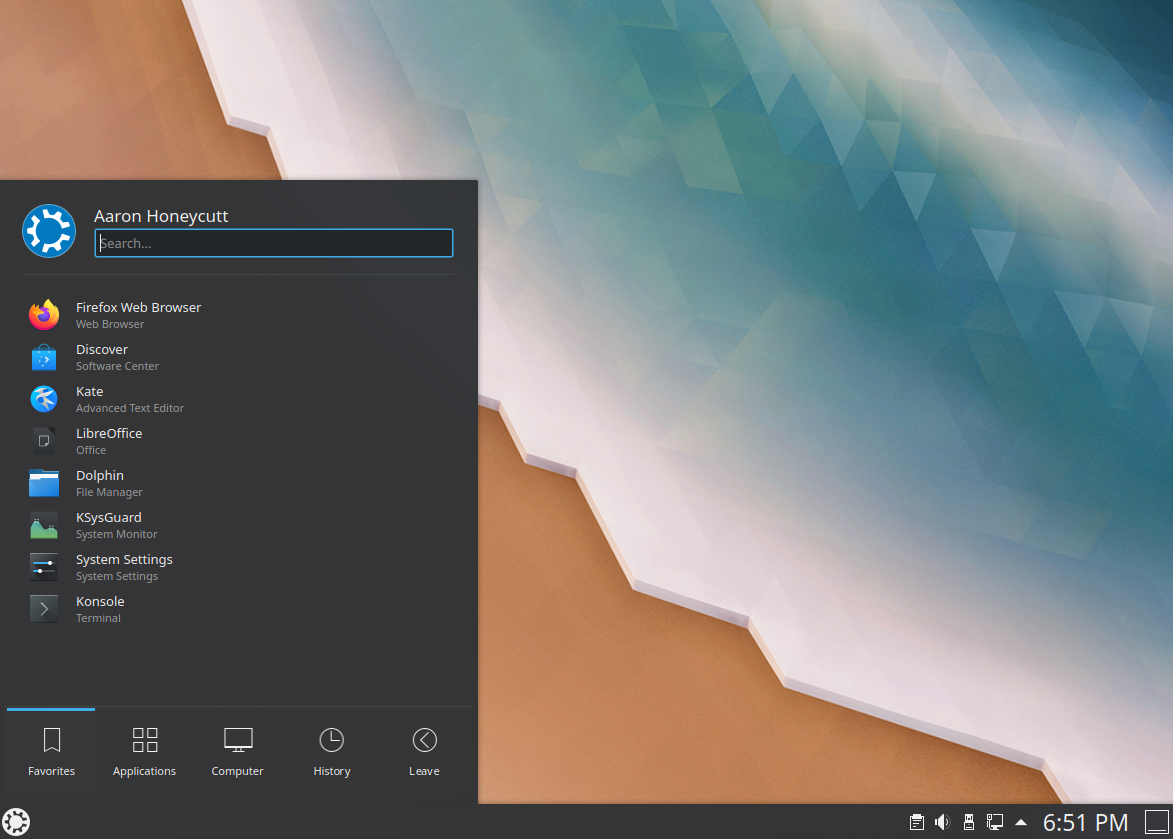 Aaron Honeycutt
Search...
Firefox Web Browser
Web Browser
Discover
Software Center
Kate
Advanced Text Editor
LibreOffice
Office
Dolphin
File Manager
KSysGuard
System Monitor
System Settings
System Settings
Konsole
Terminal
Favorites
Applications
Computer
History
Leave
6:51 PM